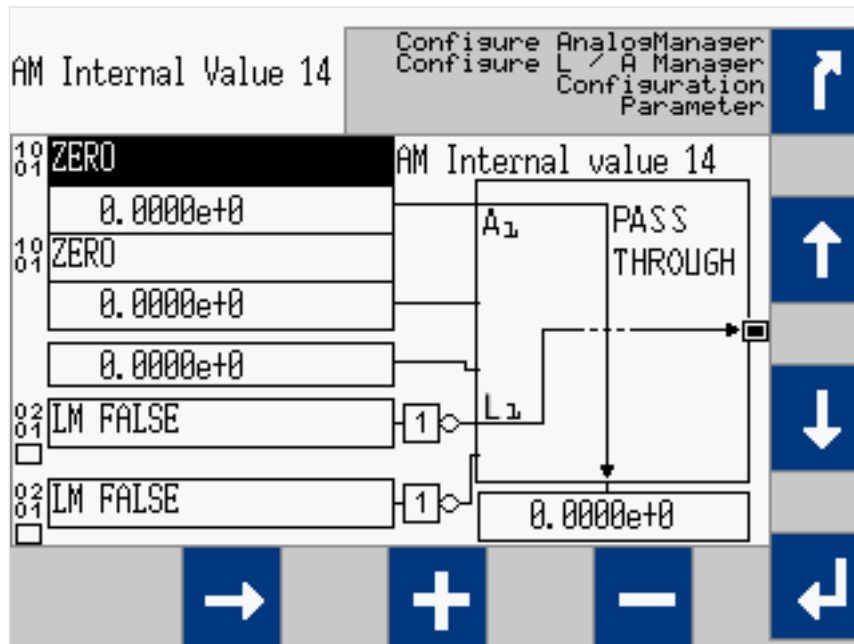 AM Internal Value 14
Configure AnalogManager
Configure L / A Manager
Configuration
Parameter
10
01
ZERO
AM Internal value 14
0.0000e+0
A1
PASS
THROUGH
10
01
ZERO
0.0000e+0
0.0000e+0
02
01
LM FALSE
1
L1
02
01
LM FALSE
1
0.0000e+0